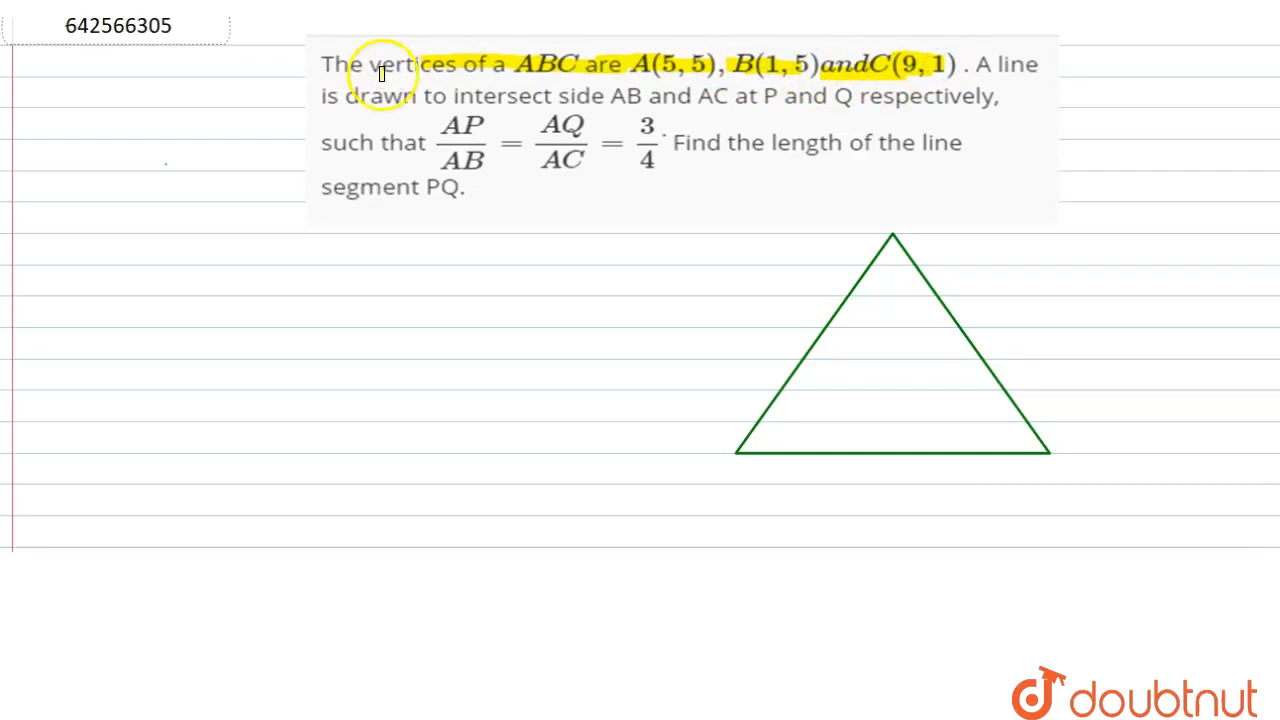 642566305
The vertices of a ABC are A(5, 5), B(1, 5)andC(9, 1) . A line
is drawn to intersect side AB and AC at P and Q respectively,
such that AP/AB = AQ/AC = 3/4. Find the length of the line
segment PQ.
doubtnut